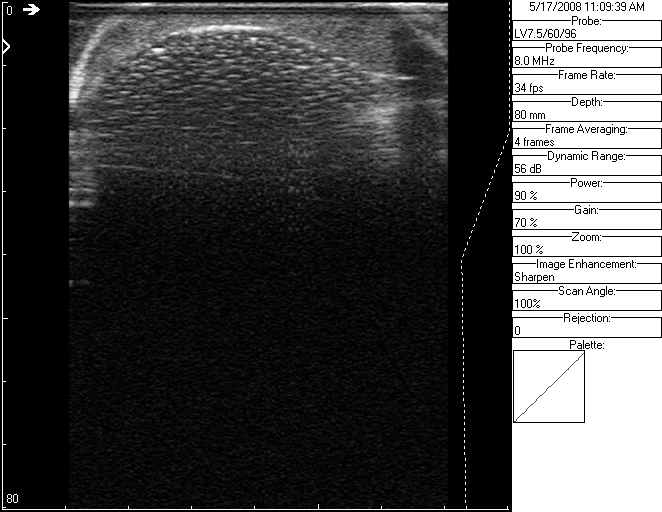 0
80
5/17/2008 11:09:39 AM
Probe:
LV7.5/60/96
Probe Frequency:
8.0 MHz
Frame Rate:
34 fps
Depth:
80 mm
Frame Averaging:
4 frames
Dynamic Range:
56 dB
Power:
90 %
Gain:
70 %
Zoom:
100 %
Image Enhancement:
Sharpen
Scan Angle:
100%
Rejection:
0
Palette: